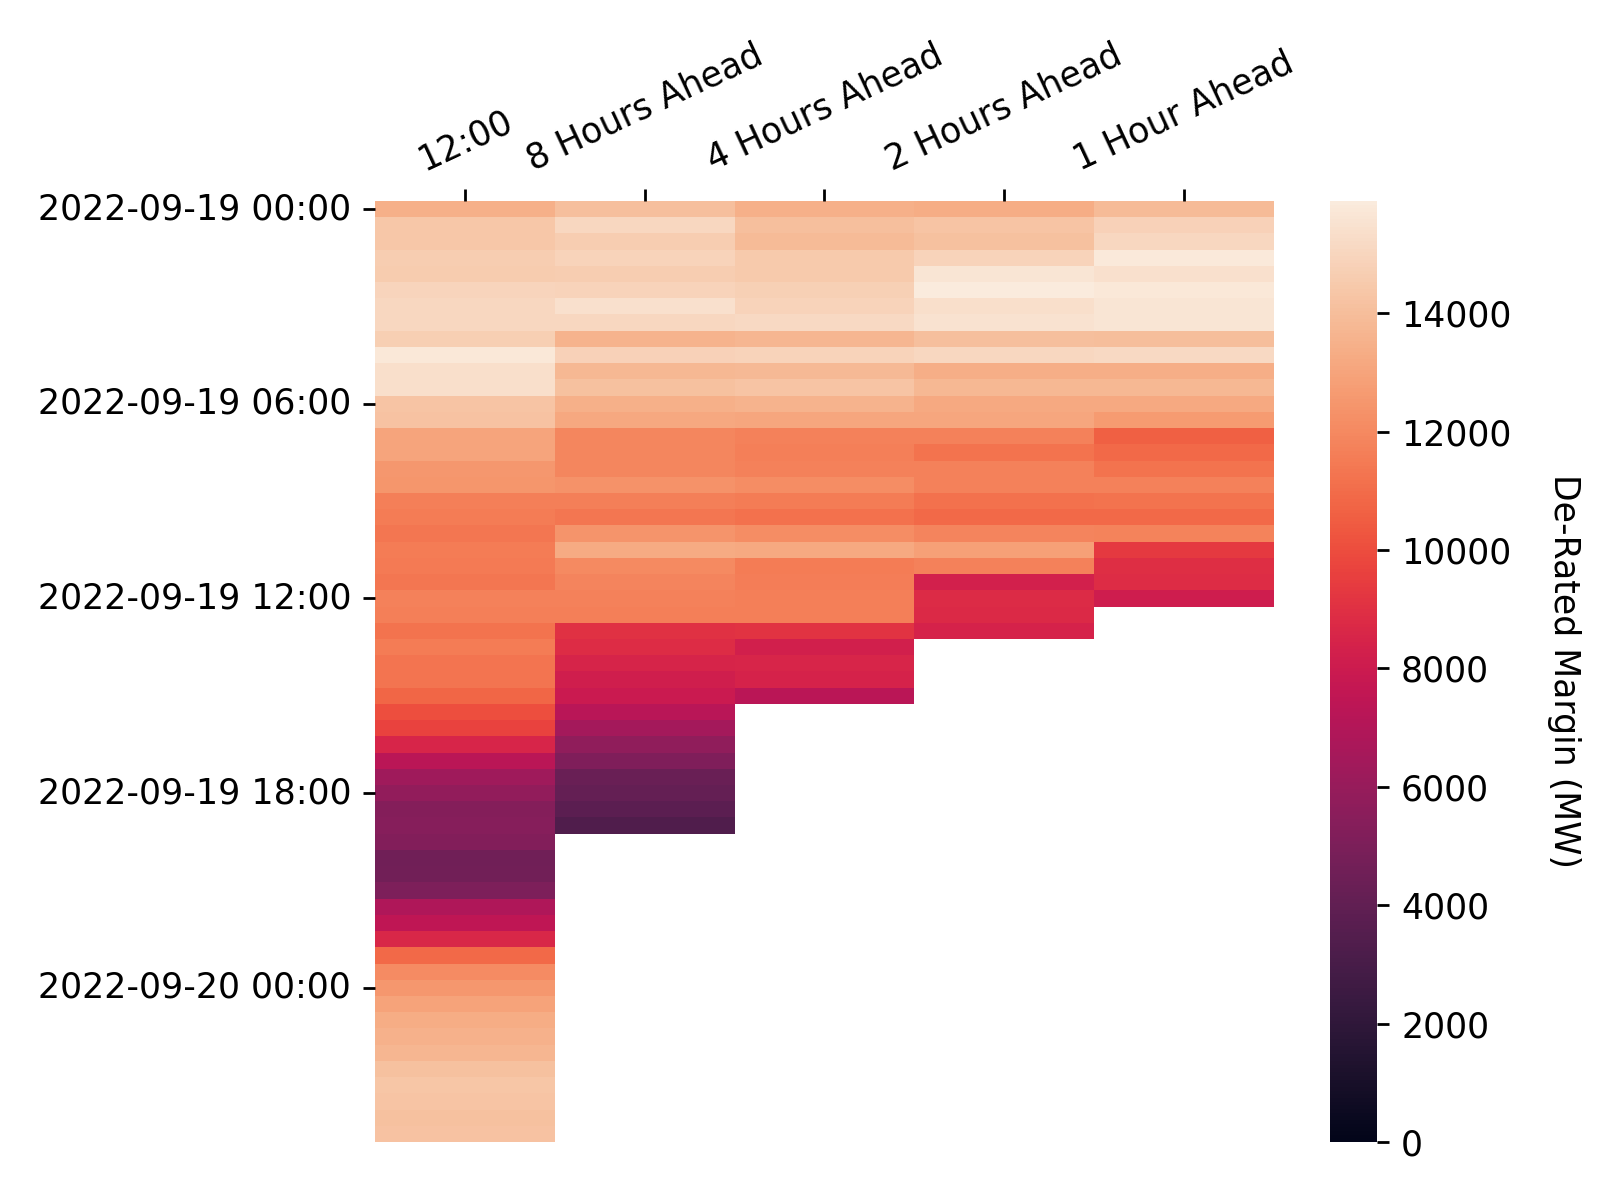 12:00
8 Hours Ahead
4 Hours Ahead
2 Hours Ahead
1 Hour Ahead
2022-09-19 00:00
2022-09-19 06:00
2022-09-19 12:00
2022-09-19 18:00
2022-09-20 00:00
14000
12000
10000
8000
6000
4000
2000
0
De-Rated Margin (MW)